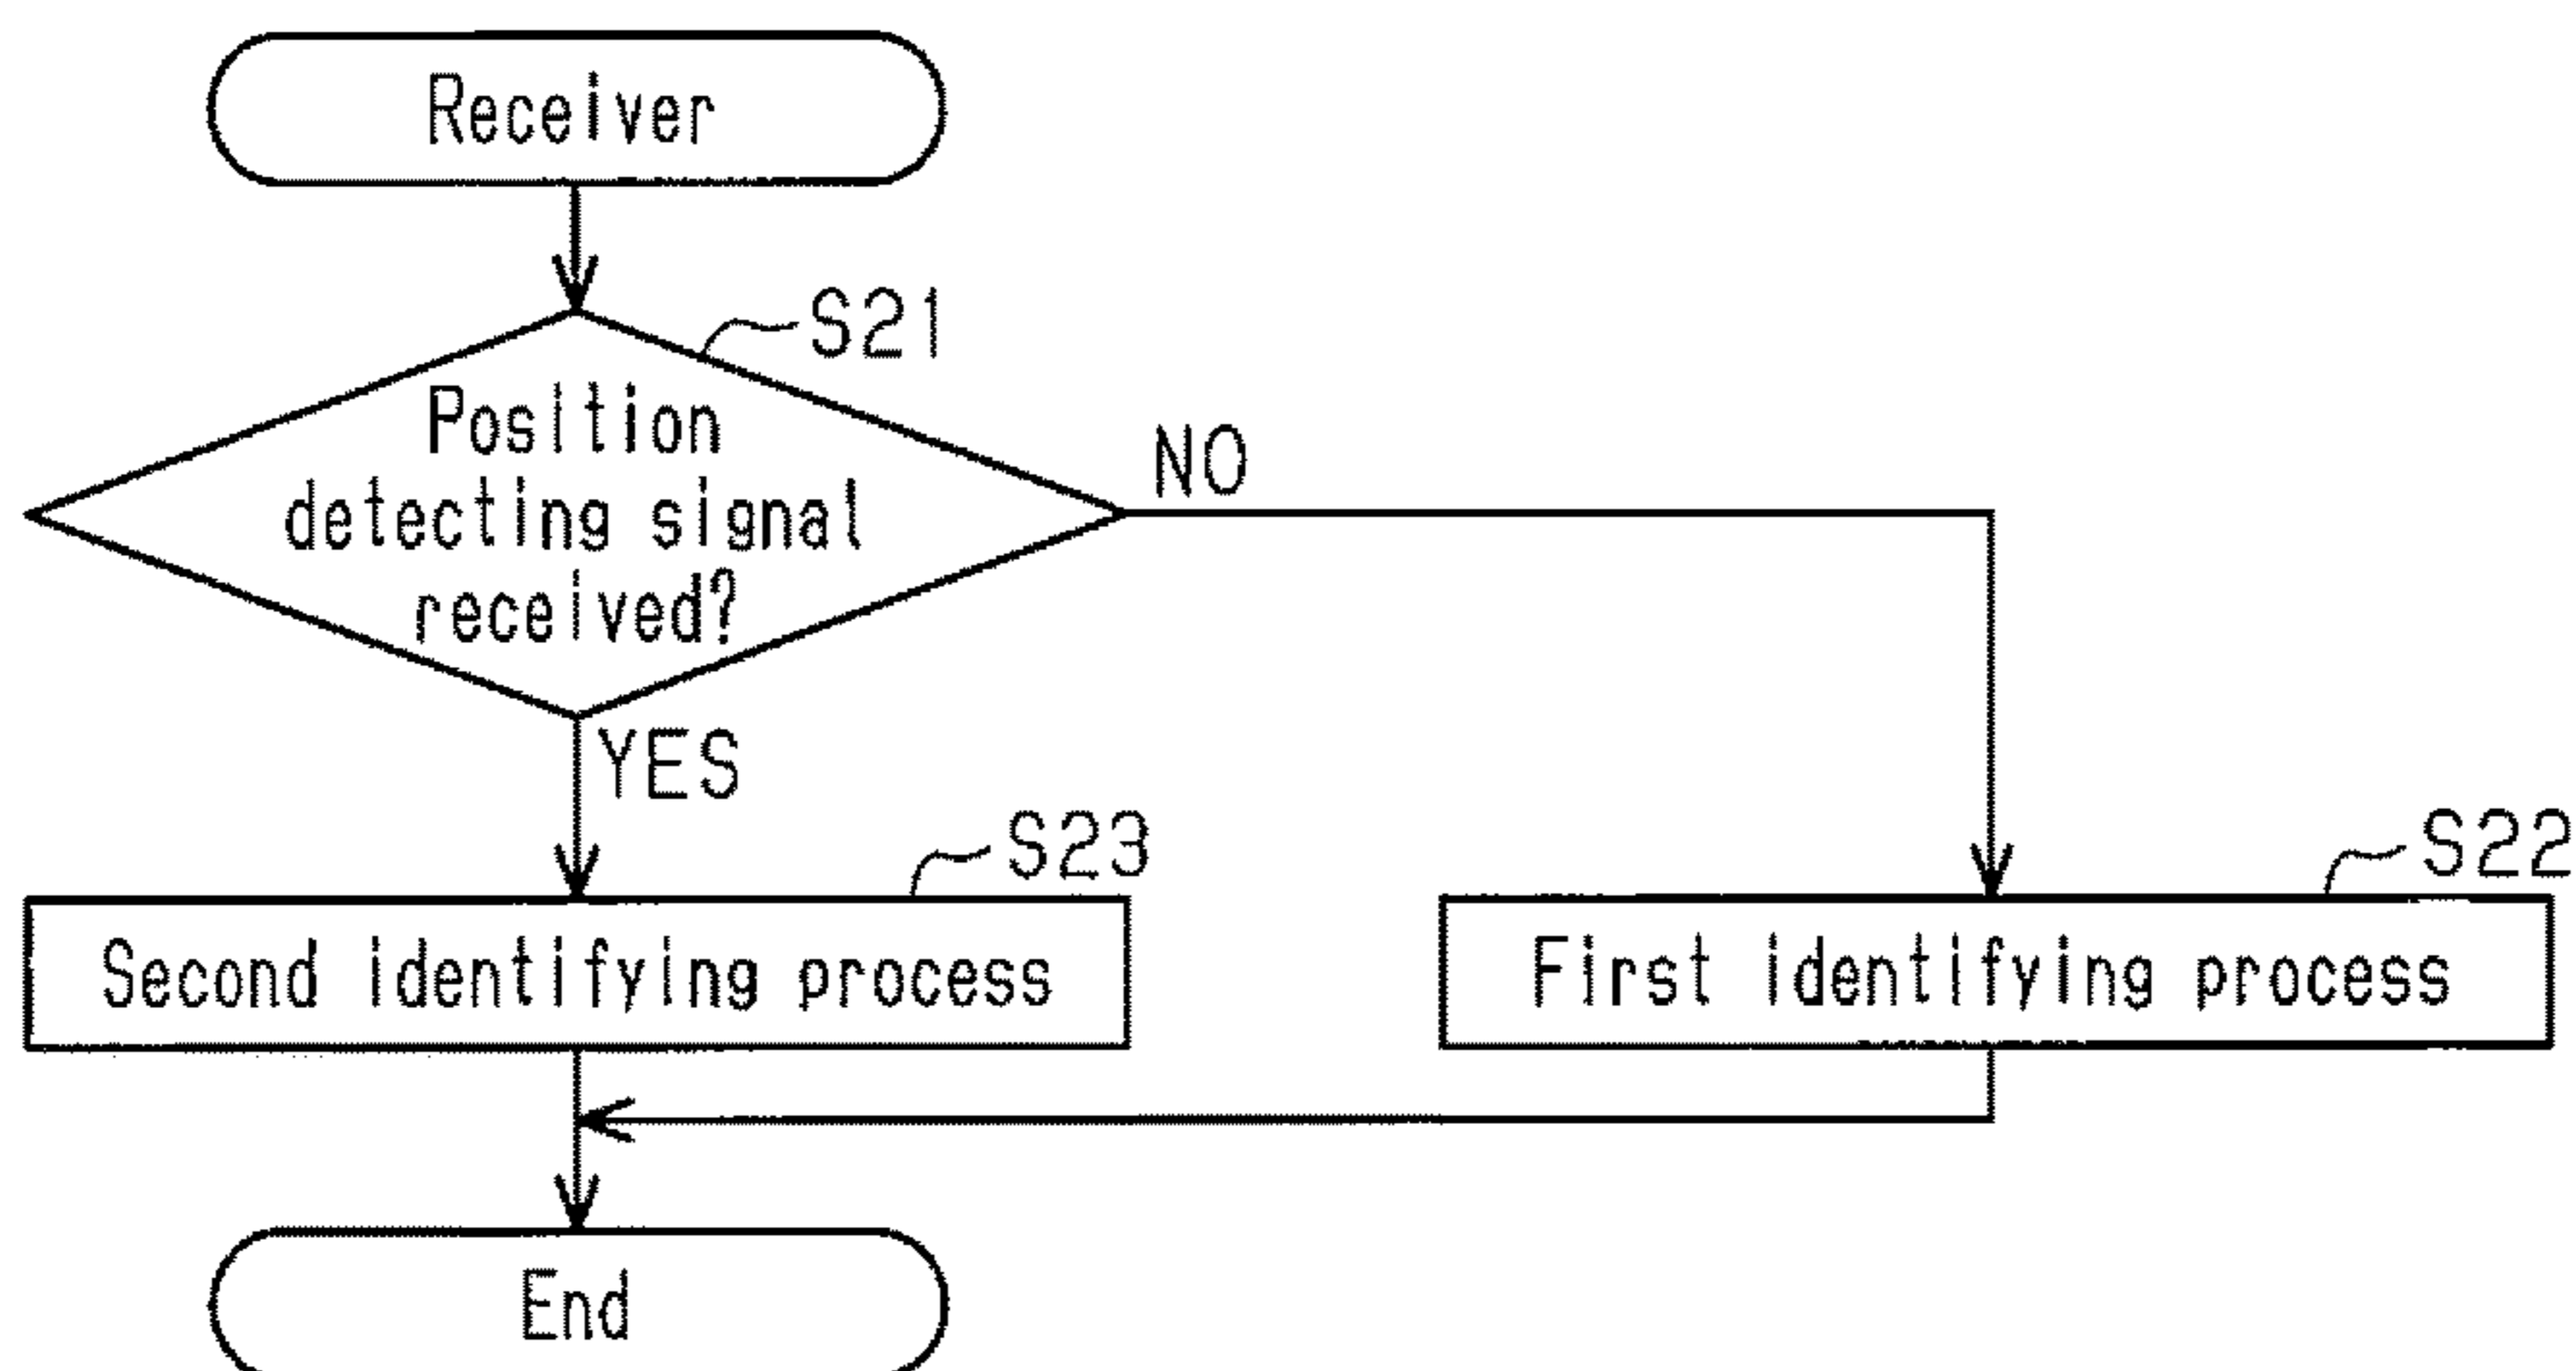 Receiver
S21
Position
detecting signal
received?
NO
YES
S23
S22
Second identifying process
First identifying process
End